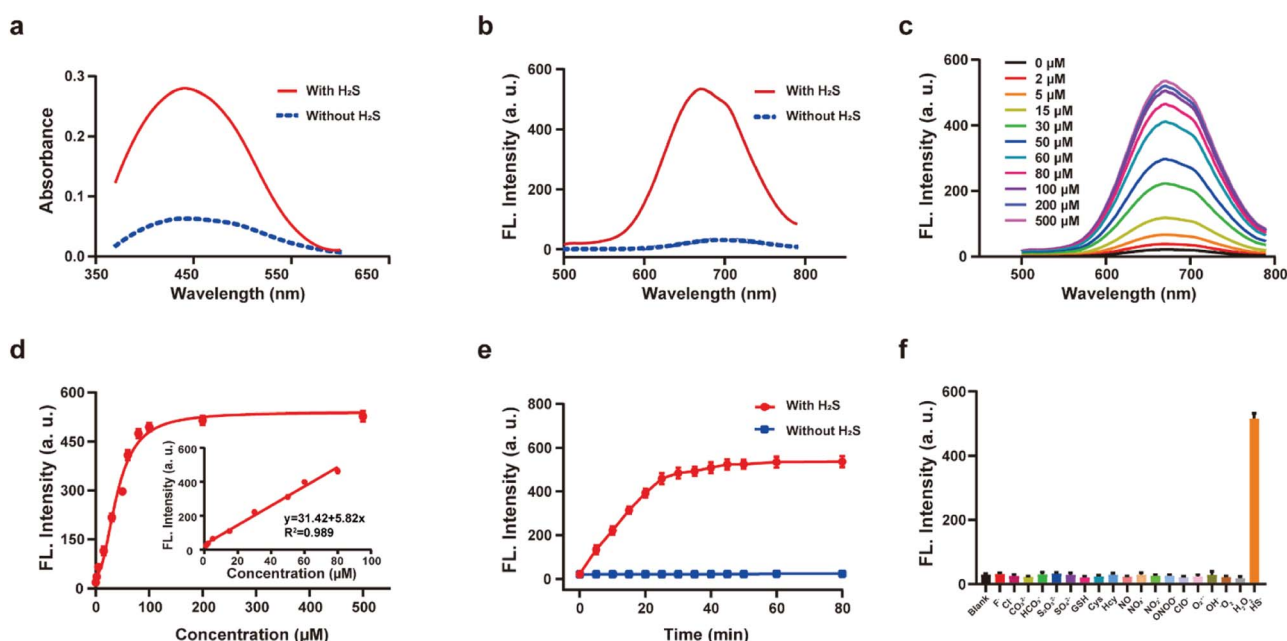 a
Absorbance
0.3
0.2
0.1
0.0
350
450
550
650
Wavelength (nm)
With H₂S
Without H₂S
b
FL. Intensity (a. u.)
600
400
200
0
500
600
700
800
Wavelength (nm)
With H₂S
Without H₂S
c
FL. Intensity (a. u.)
600
400
200
0
500
600
700
800
Wavelength (nm)
0 μM
2 μM
5 μM
15 μM
30 μM
50 μM
60 μM
80 μM
100 μM
200 μM
500 μM
d
FL. Intensity (a. u.)
600
450
300
150
0
0
100
200
300
400
500
Concentration (μM)
FL. Intensity (a. u.)
600
400
200
0
0
20
40
60
80
100
Concentration (μM)
y=31.42+5.82x
R²=0.989
e
FL. Intensity (a. u.)
800
600
400
200
0
0
20
40
60
80
Time (min)
With H₂S
Without H₂S
f
FL. Intensity (a. u.)
600
400
200
0
Blank
F⁻
Cl⁻
CO₃²⁻
HCO₃⁻
S₂O₃²⁻
GSH
Cys
Hcy
NO
NO₂⁻
ONOO⁻
ClO⁻
H₂O₂
HS⁻